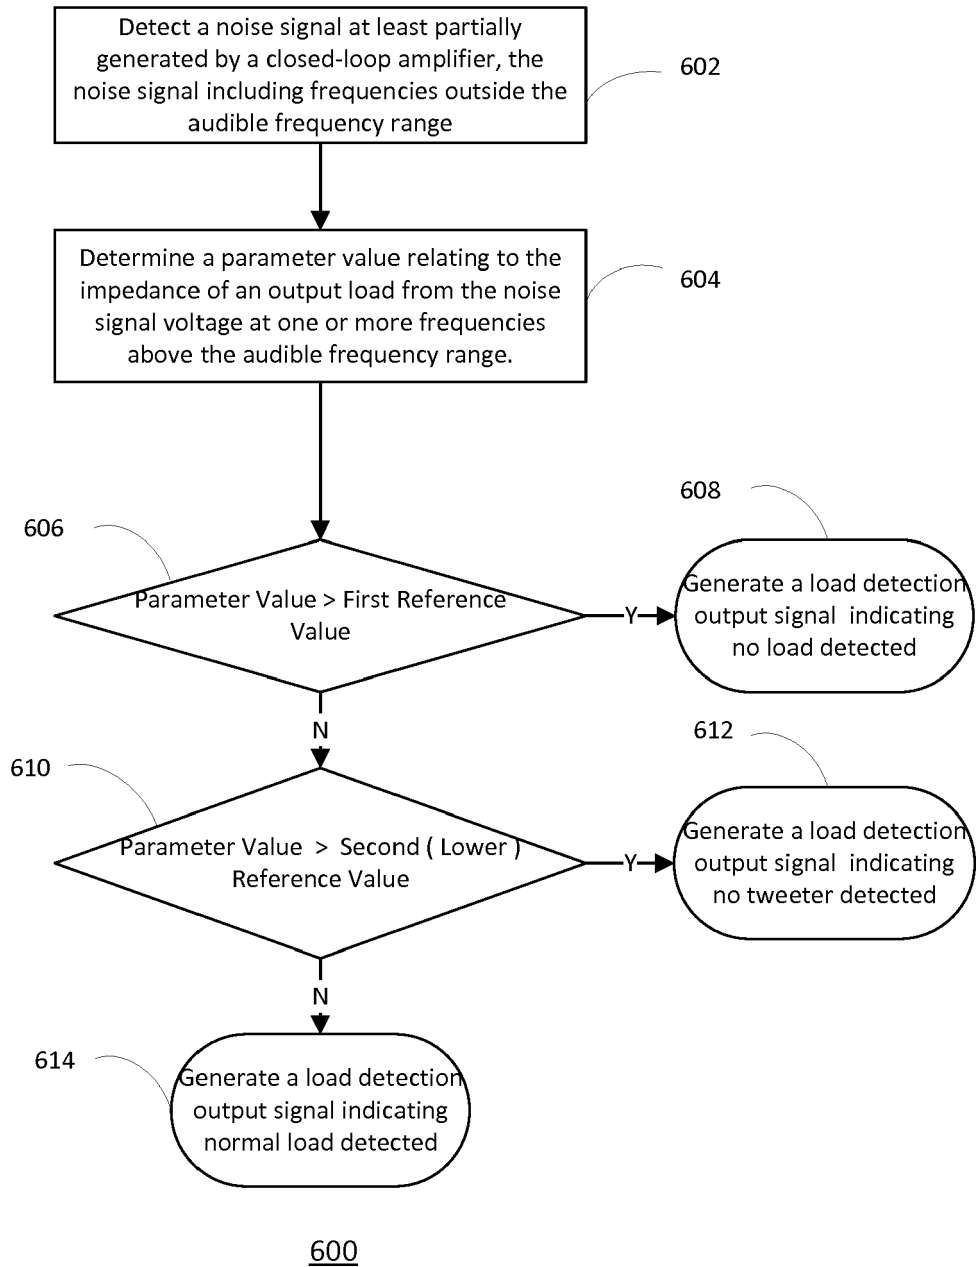 Detect a noise signal at least partially
generated by a closed-loop amplifier, the
noise signal including frequencies outside the
audible frequency range
602
Determine a parameter value relating to the
impedance of an output load from the noise
signal voltage at one or more frequencies
above the audible frequency range.
604
606
Parameter Value > First Reference
Value
Y
608
Generate a load detection
output signal indicating
no load detected
N
610
Parameter Value > Second ( Lower )
Reference Value
Y
612
Generate a load detection
output signal indicating
no tweeter detected
N
614
Generate a load detection
output signal indicating
normal load detected
600